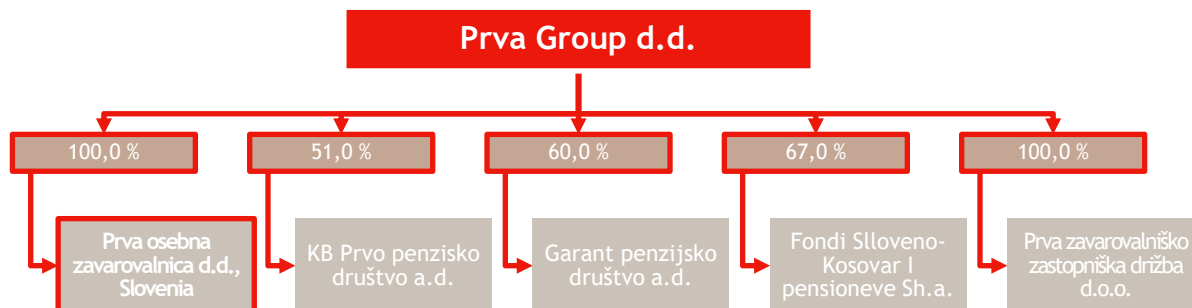 Prva Group d.d.
100,0 %
51,0 %
60,0 %
67,0 %
100,0 %
Prva osebna
zavarovalnica d.d.,
Slovenia
KB Prvo penzisko
društvo a.d.
Garant penzijsko
društvo a.d.
Fondi Slloveno-
Kosovar I
pensioneve Sh.a.
Prva zavarovalniško
zastopniška držba
d.o.o.